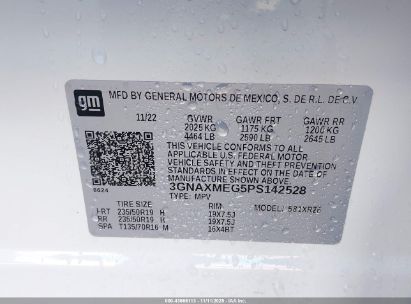 gm
MFD BY GENERAL MOTORS DE MEXICO, S. DE R.L. DE C.V.
11/22 GVWR GAWR FRT GAWR RR
2025 KG 1175 KG 1200 KG
4464 LB 2590 LB 2645 LB
THIS VEHICLE CONFORMS TO ALL
APPLICABLE U.S. FEDERAL MOTOR
VEHICLE SAFETY AND THEFT PREVENTION
STANDARDS IN EFFECT ON THE DATE OF
MANUFACTURE SHOWN ABOVE.
3GNAXMEG5PS142528
8624 TYPE: MPV
TIRE SIZE RIM MODEL:
FRT 235/50R19 H 19X7.5J
RR 235/50R19 H 19X7.5J
SPA T135/70R16 M 16X4BT